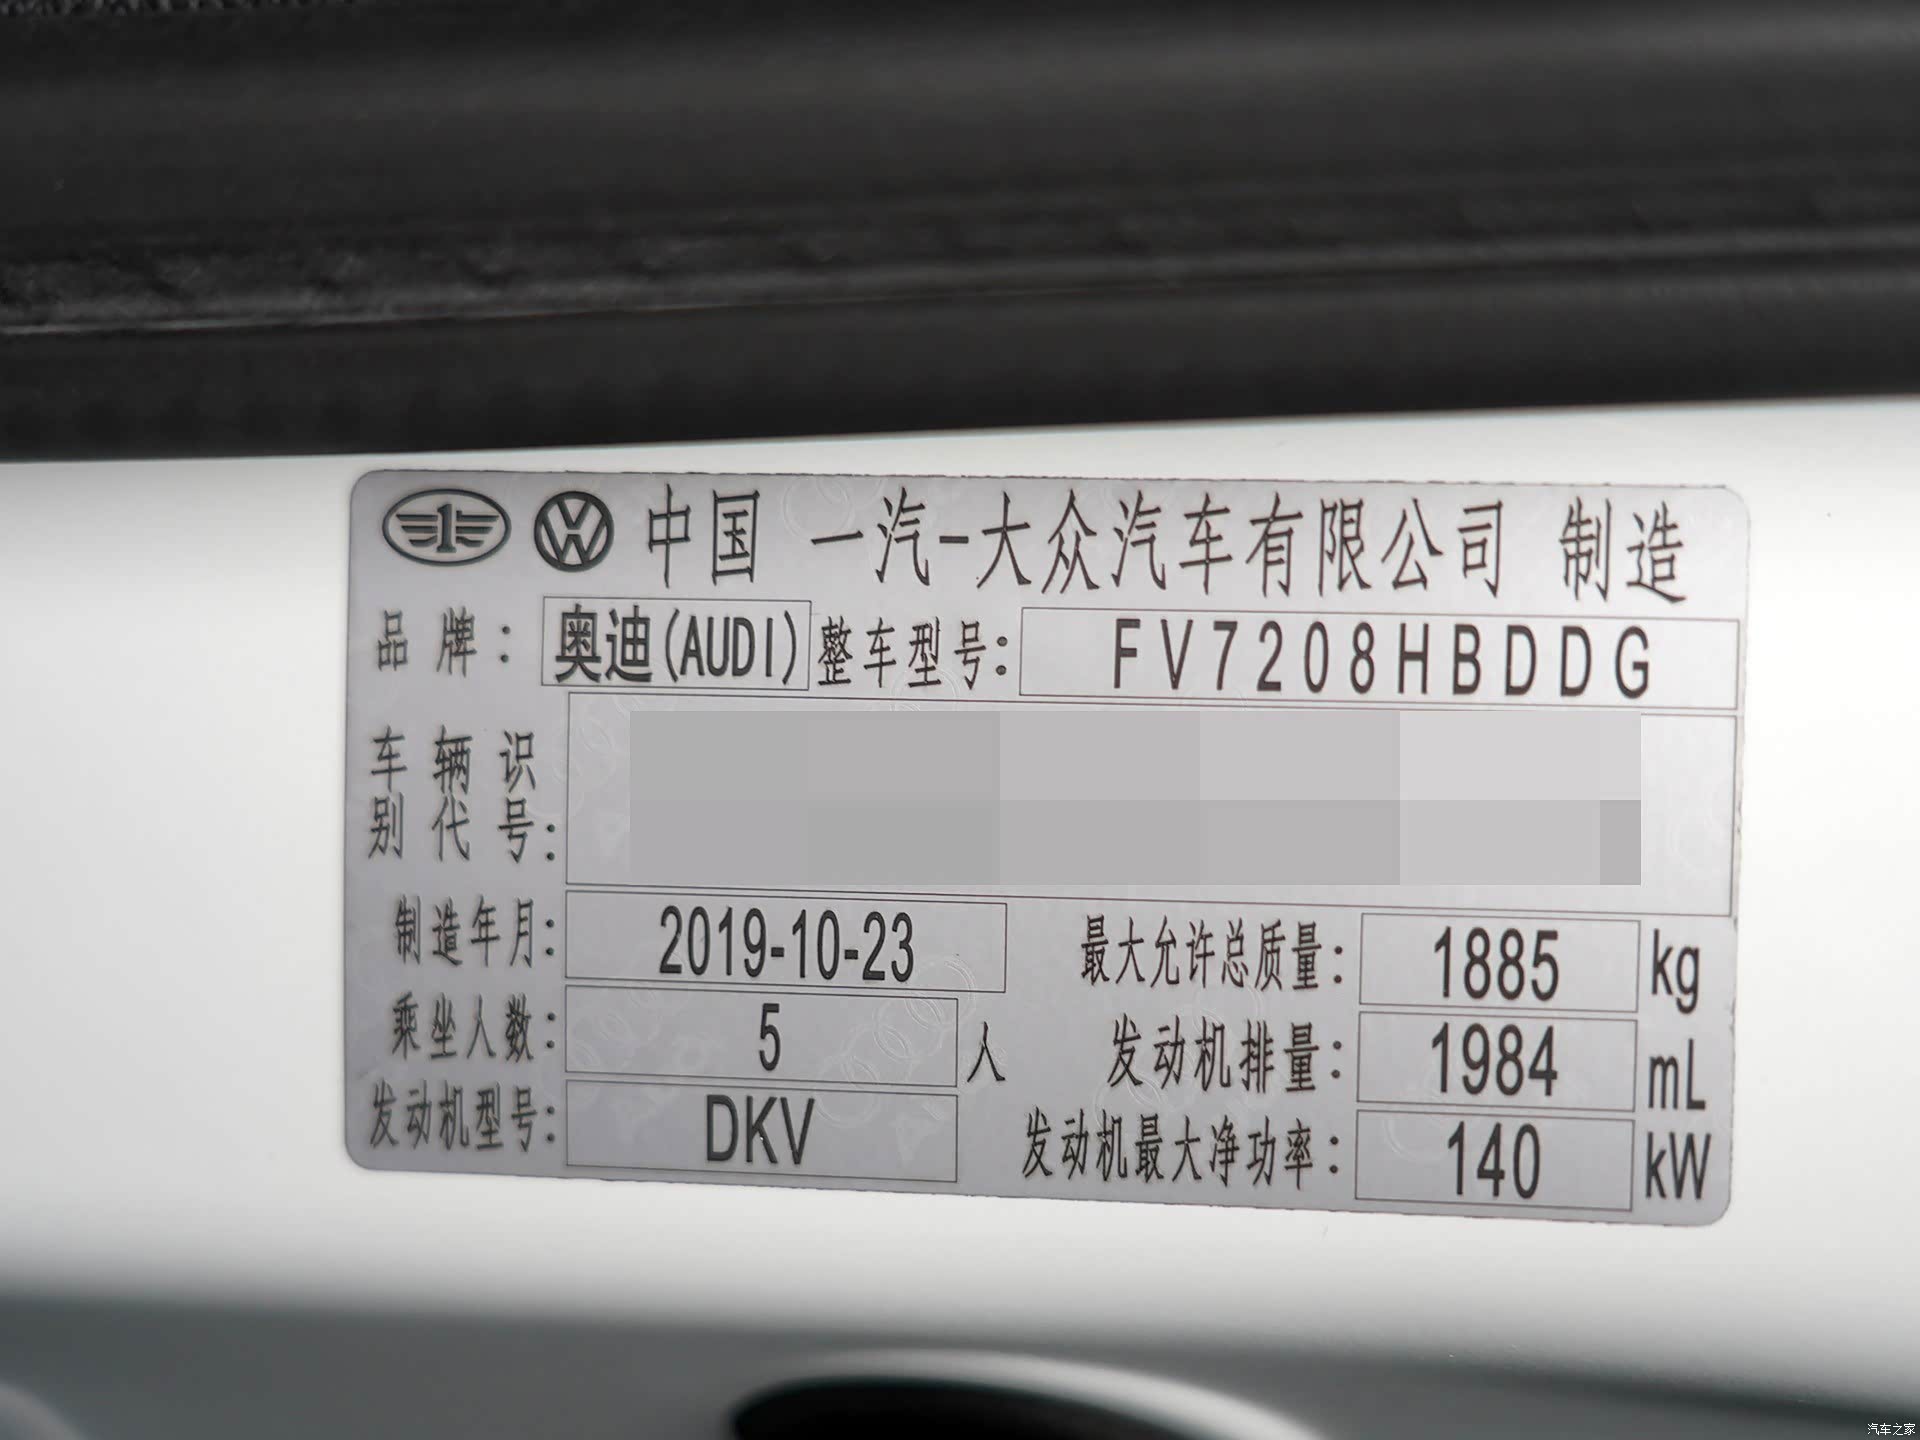 中国 一汽-大众汽车有限公司 制造
品牌: 奥迪(AUDI) 整车型号: FV7208HBDDG
车辆识
别代号:
制造年月: 2019-10-23 最大允许总质量: 1885 kg
乘坐人数: 5 人 发动机排量: 1984 mL
发动机型号: DKV 发动机最大净功率: 140 kW
汽车之家